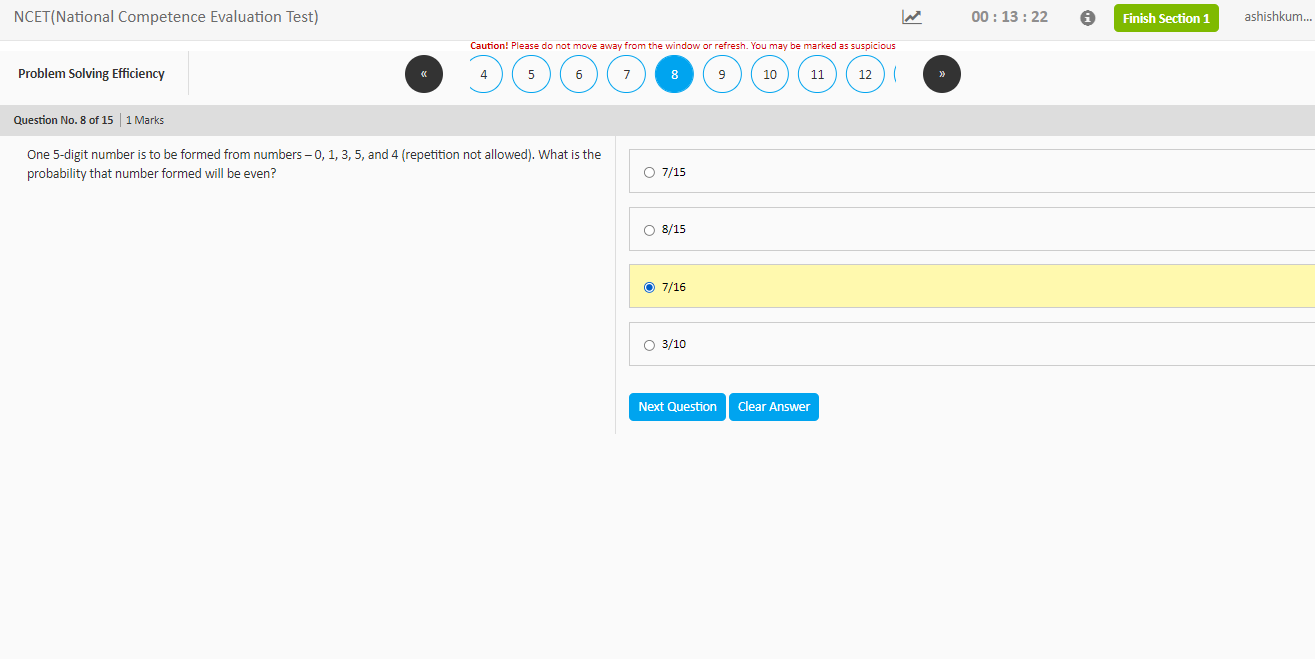 NCET(National Competence Evaluation Test)
00 : 13 : 22
Finish Section 1
ashishkum...
Caution! Please do not move away from the window or refresh. You may be marked as suspicious
Problem Solving Efficiency
« 4 5 6 7 8 9 10 11 12 »
Question No. 8 of 15 | 1 Marks
One 5-digit number is to be formed from numbers – 0, 1, 3, 5, and 4 (repetition not allowed). What is the
probability that number formed will be even?
7/15
8/15
7/16
3/10
Next Question
Clear Answer